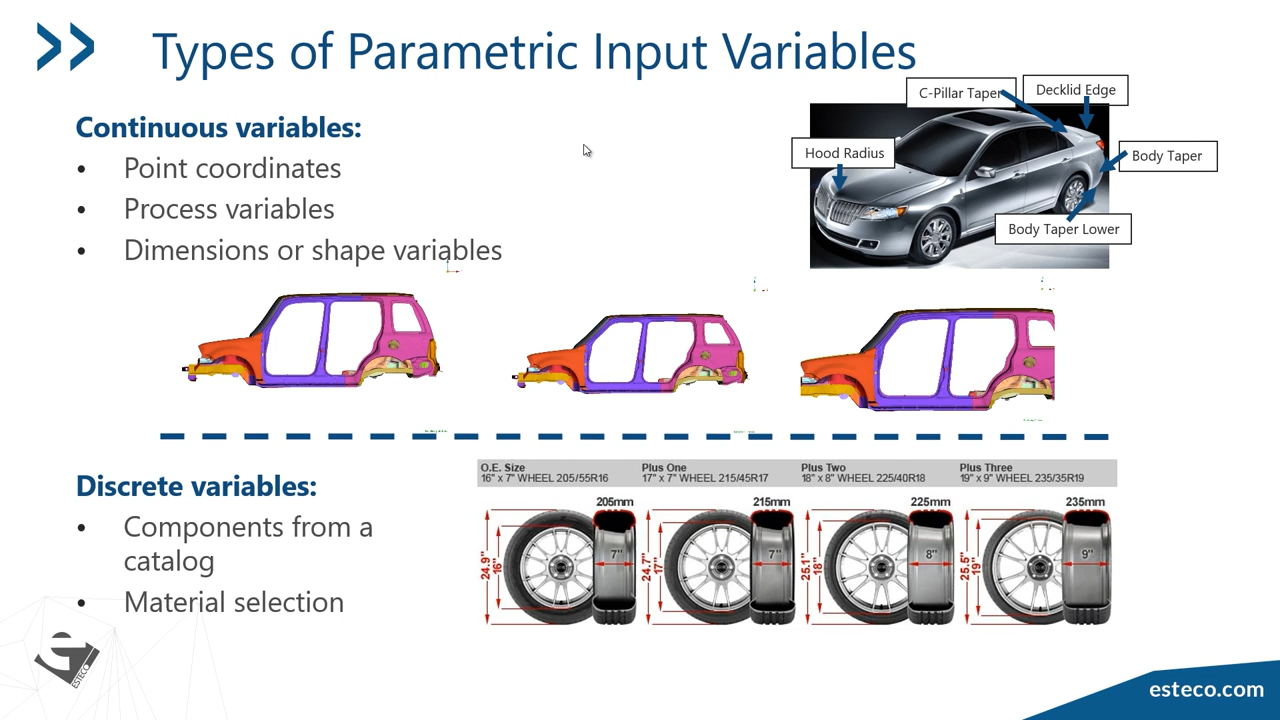 Types of Parametric Input Variables
C-Pillar Taper
Decklid Edge
Hood Radius
Body Taper
Body Taper Lower
Continuous variables:
• Point coordinates
• Process variables
• Dimensions or shape variables
Discrete variables:
• Components from a
catalog
• Material selection
O.E. Size
16" x 7" WHEEL 205/55R16
Plus One
17" x 7" WHEEL 215/45R17
Plus Two
18" x 8" WHEEL 225/40R18
Plus Three
19" x 9" WHEEL 235/35R19
205mm
24.9"
16"
7"
215mm
24.7"
17"
7"
225mm
25.1"
18"
8"
235mm
25.5"
19"
9"
ESTECO
esteco.com